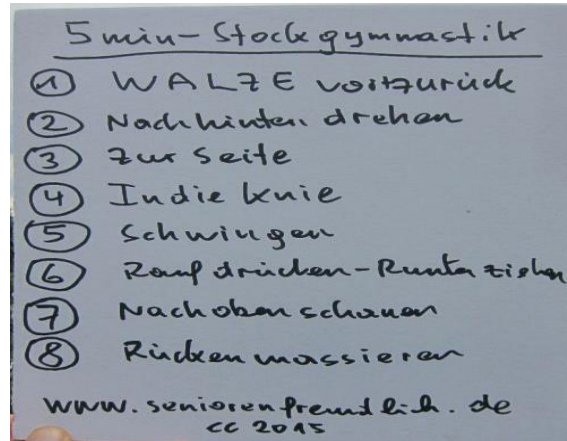 5 min - Stockgymnastik
① WALZE vor+zurück
② Nach hinten drehen
③ Zur Seite
④ In die Knie
⑤ Schwingen
⑥ Rauf drücken - Runter ziehen
⑦ Nach oben schauen
⑧ Rücken massieren
www.seniorenfreundlich.de
cc 2015